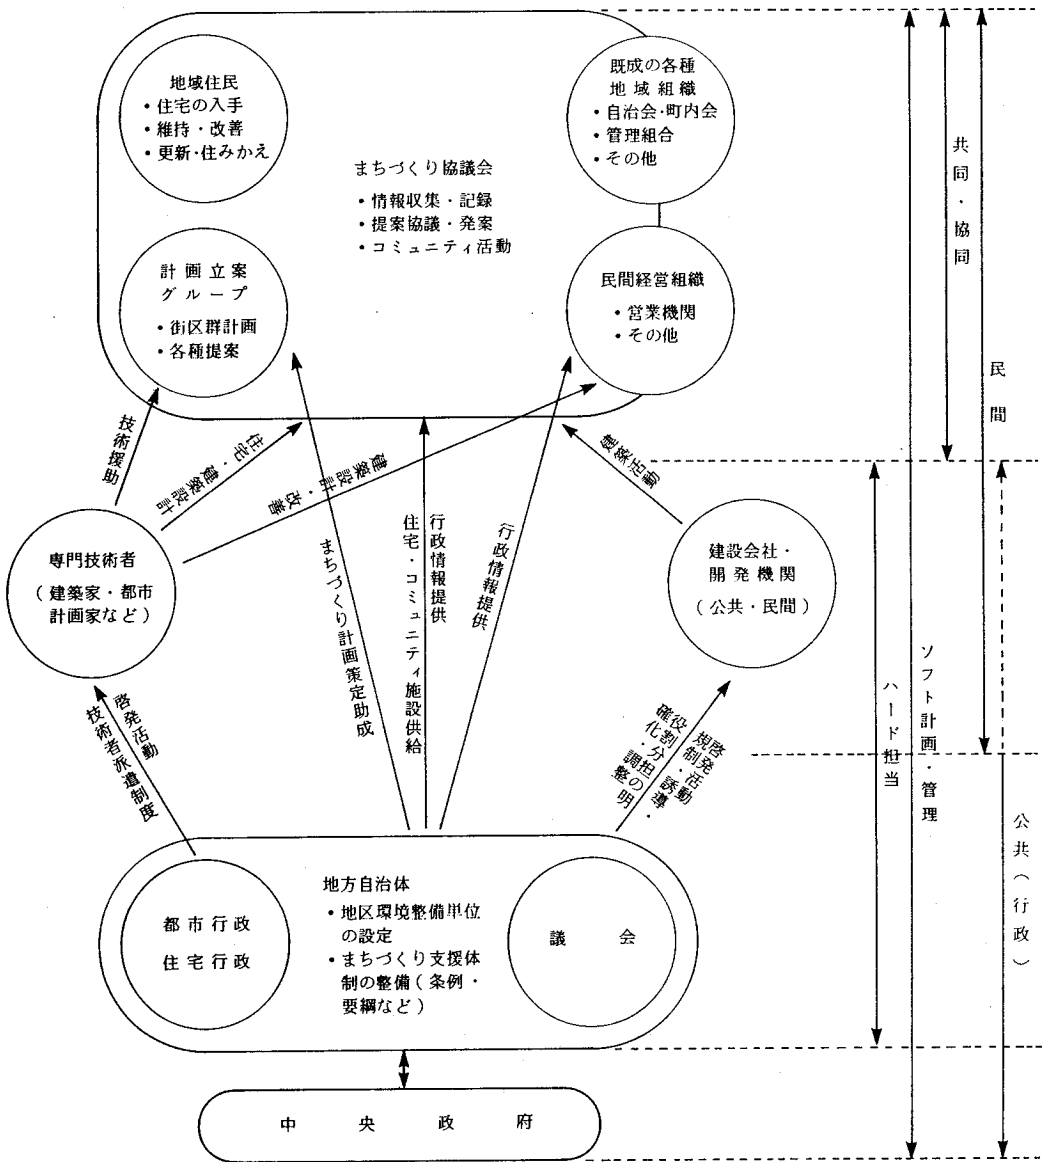 地域住民
・住宅の入手
・維持・改善
・更新・住みかえ
既成の各種
地域組織
・自治会・町内会
・管理組合
・その他
まちづくり協議会
・情報収集・記録
・提案協議・発案
・コミュニティ活動
計画立案
グループ
・街区群計画
・各種提案
民間経営組織
・営業機関
・その他
共同・協同
民間
技術援助
住宅・建築設計
建築設計・改善
建築活動
専門技術者
(建築家・都市
計画家など)
まちづくり計画策定助成
行政情報提供
住宅・コミュニティ施設供給
行政情報提供
建設会社・
開発機関
(公共・民間)
ハード担当
ソフト計画・管理
啓発活動
技術者派遣制度
啓発活動
規制・誘導・
役割分担の明
確化・調整
公共(行政)
都市行政
住宅行政
地方自治体
・地区環境整備単位
の設定
・まちづくり支援体
制の整備(条例・
要綱など)
議会
中央政府